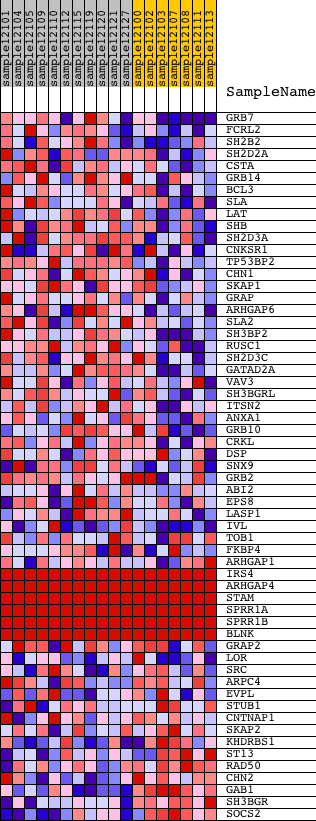 sample12101
sample12104
sample12105
sample12109
sample12110
sample12112
sample12115
sample12119
sample12120
sample12121
sample12127
sample12100
sample12102
sample12103
sample12107
sample12108
sample12111
sample12113
SampleName
GRB7
FCRL2
SH2B2
SH2D2A
CSTA
GRB14
BCL3
SLA
LAT
SHB
SH2D3A
CNKSR1
TP53BP2
CHN1
SKAP1
GRAP
ARHGAP6
SLA2
SH3BP2
RUSC1
SH2D3C
GATAD2A
VAV3
SH3BGRL
ITSN2
ANXA1
GRB10
CRKL
DSP
SNX9
GRB2
ABI2
EPS8
LASP1
IVL
TOB1
FKBP4
ARHGAP1
IRS4
ARHGAP4
STAM
SPRR1A
SPRR1B
BLNK
GRAP2
LOR
SRC
ARPC4
EVPL
STUB1
CNTNAP1
SKAP2
KHDRBS1
ST13
RAD50
CHN2
GAB1
SH3BGR
SOCS2